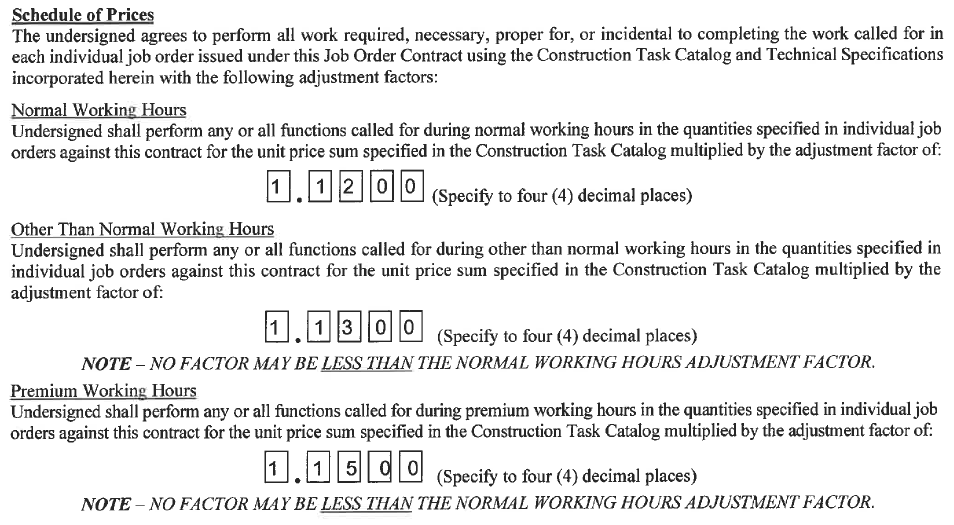 Schedule of Prices
The undersigned agrees to perform all work required, necessary, proper for, or incidental to completing the work called for in
each individual job order issued under this Job Order Contract using the Construction Task Catalog and Technical Specifications
incorporated herein with the following adjustment factors:
Normal Working Hours
Undersigned shall perform any or all functions called for during normal working hours in the quantities specified in individual job
orders against this contract for the unit price sum specified in the Construction Task Catalog multiplied by the adjustment factor of:
1.1200 (Specify to four (4) decimal places)
Other Than Normal Working Hours
Undersigned shall perform any or all functions called for during other than normal working hours in the quantities specified in
individual job orders against this contract for the unit price sum specified in the Construction Task Catalog multiplied by the
adjustment factor of:
1.1300 (Specify to four (4) decimal places)
NOTE – NO FACTOR MAY BE LESS THAN THE NORMAL WORKING HOURS ADJUSTMENT FACTOR.
Premium Working Hours
Undersigned shall perform any or all functions called for during premium working hours in the quantities specified in individual job
orders against this contract for the unit price sum specified in the Construction Task Catalog multiplied by the adjustment factor of:
1.1500 (Specify to four (4) decimal places)
NOTE – NO FACTOR MAY BE LESS THAN THE NORMAL WORKING HOURS ADJUSTMENT FACTOR.